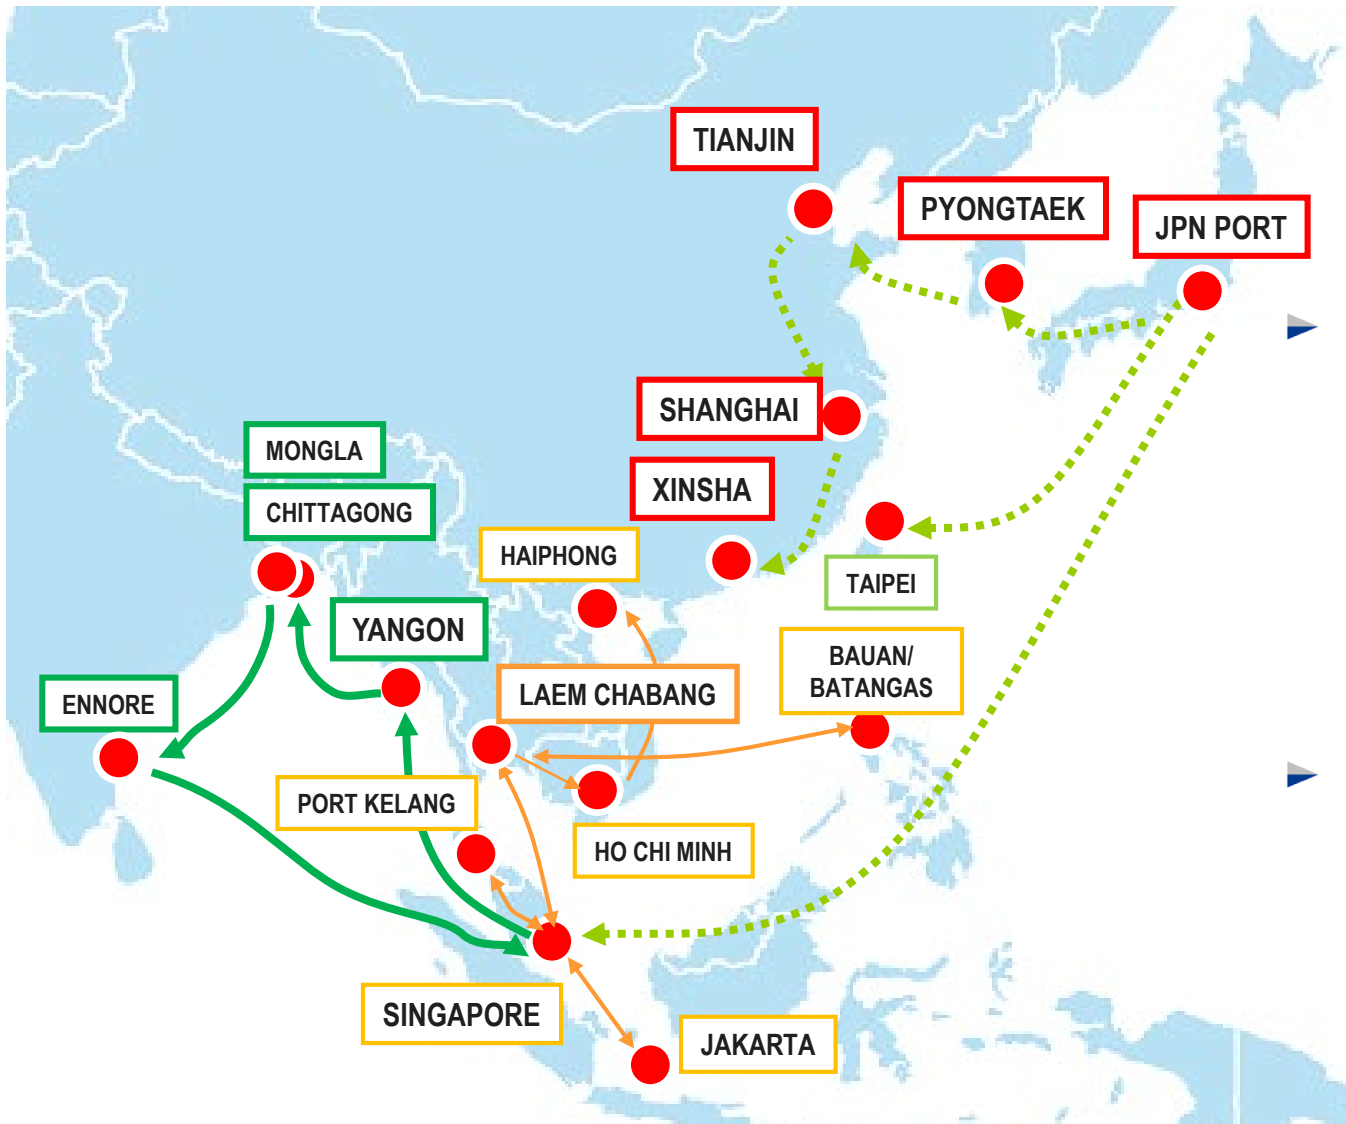 TIANJIN
PYONGTAEK
JPN PORT
SHANGHAI
MONGLA
XINSHA
CHITTAGONG
HAIPHONG
TAIPEI
YANGON
BAUAN/
BATANGAS
LAEM CHABANG
ENNORE
PORT KELANG
HO CHI MINH
SINGAPORE
JAKARTA